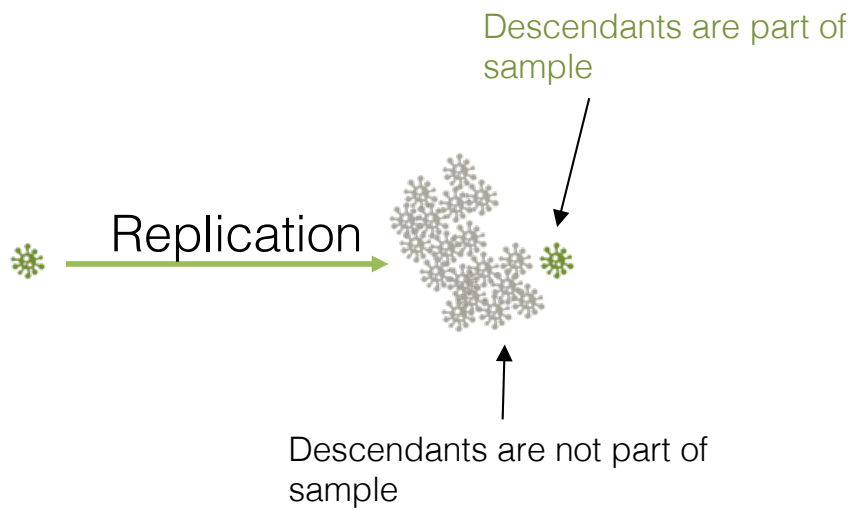 Descendants are part of
sample
Replication
Descendants are not part of
sample